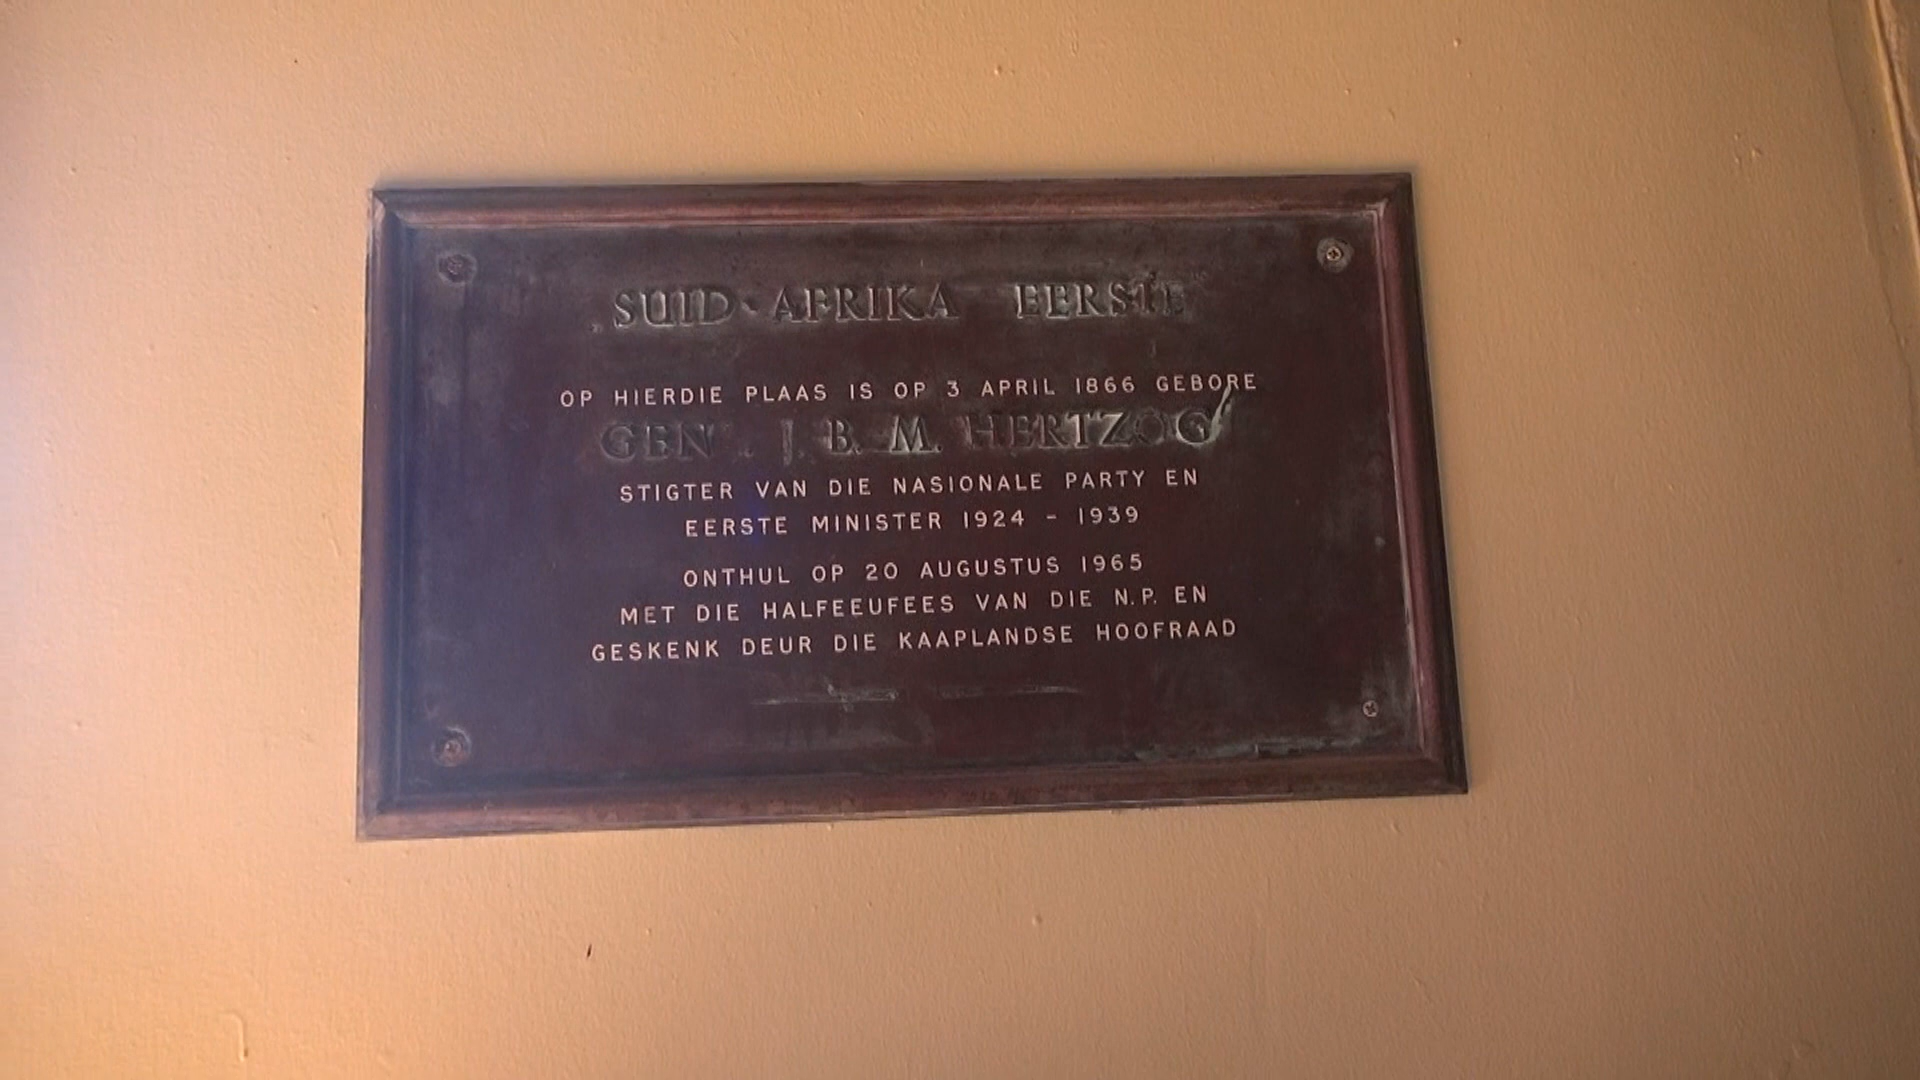 SUID-AFRIKA EERSTE
OP HIERDIE PLAAS IS OP 3 APRIL 1866 GEBORE
GEN. J. B. M. HERTZOG
STIGTER VAN DIE NASIONALE PARTY EN
EERSTE MINISTER 1924 - 1939
ONTHUL OP 20 AUGUSTUS 1965
MET DIE HALFEEUFEES VAN DIE N.P. EN
GESKENK DEUR DIE KAAPLANDSE HOOFRAAD